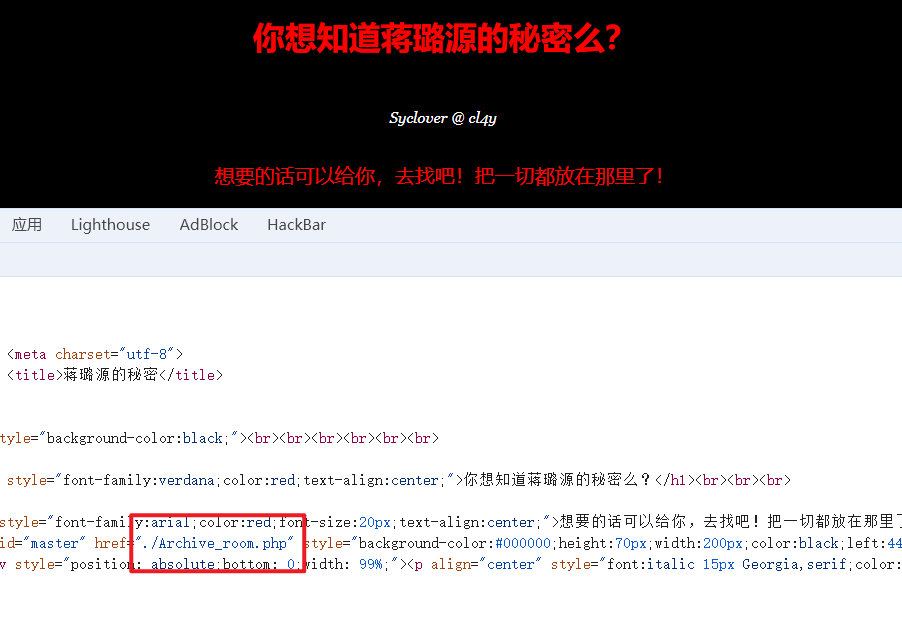 你想知道蒋璐源的秘密么？
Syclover @ cl4y
想要的话可以给你，去找吧！把一切都放在那里了！
应用 Lighthouse AdBlock HackBar
<meta charset="utf-8">
<title>蒋璐源的秘密</title>
tyle="background-color:black;"><br><br><br><br><br><br>
style="font-family:verdana;color:red;text-align:center;">你想知道蒋璐源的秘密么？</h1><br><br><br>
style="font-family:arial;color:red;font-size:20px;text-align:center;">想要的话可以给你，去找吧！把一切都放在那里了
id="master" href="./Archive_room.php" style="background-color:#000000;height:70px;width:200px;color:black;left:44
v style="position: absolute;bottom: 0;width: 99%;"><p align="center" style="font:italic 15px Georgia,serif;color: